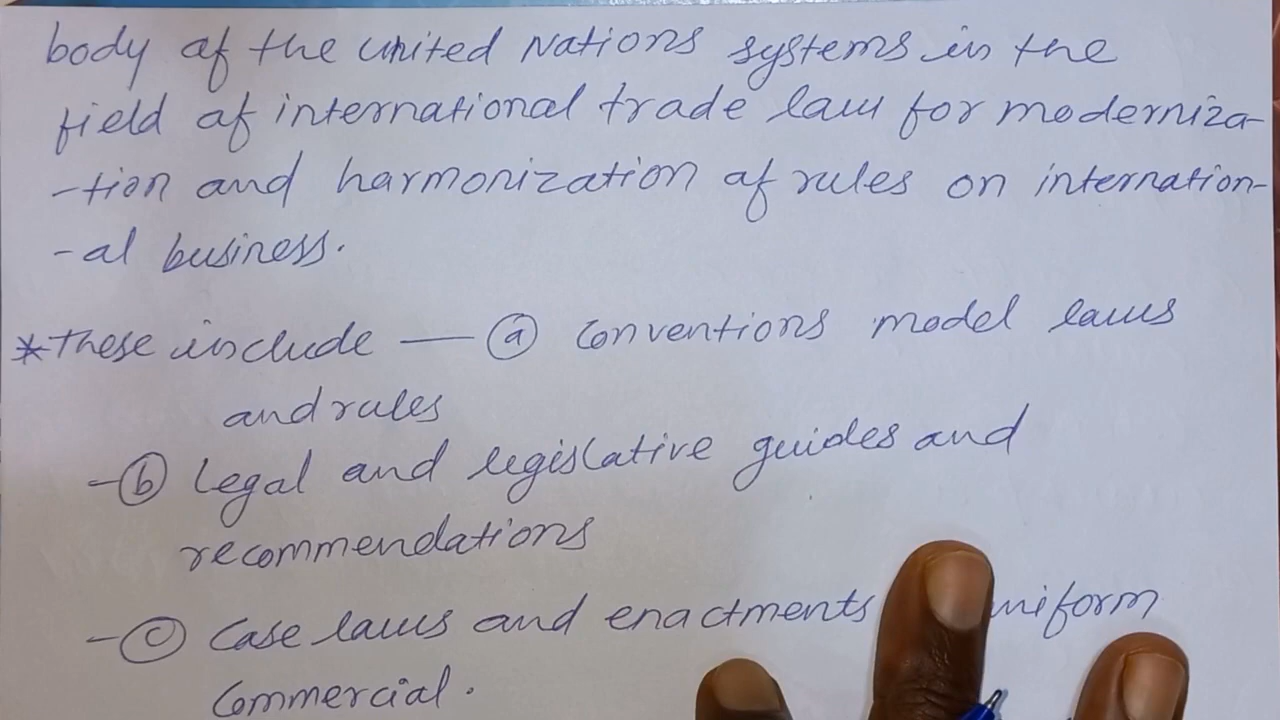 body of the United Nations systems in the
field of international trade law for moderniza-
-tion and harmonization of rules on internation-
-al business.
*These include — (a) Conventions model laws
and rules
-(b) Legal and legislative guides and
recommendations
-(c) Case laws and enactments uniform
Commercial.